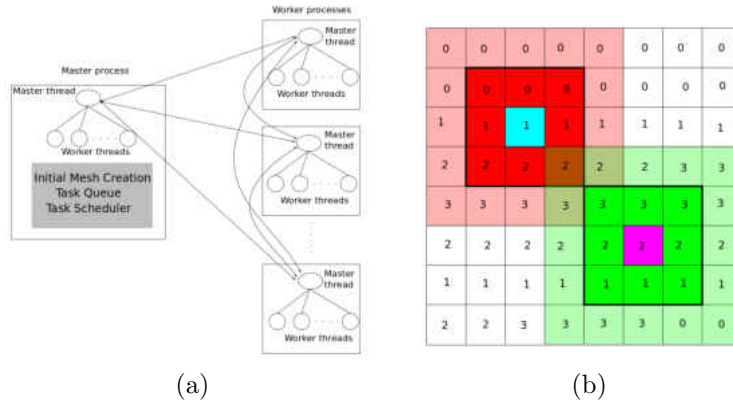 Worker processes
Master
thread
Worker threads
Master process
Master thread
Worker threads
Initial Mesh Creation
Task Queue
Task Scheduler
Master
thread
Worker threads
Master
thread
Worker threads
(a)
0 0 0 0 0 0 0 0
0 0 0 0 0 0 0 0
1 1 1 1 1 1 1 1
2 2 2 2 2 2 3 3
3 3 3 3 3 3 3 3
2 2 2 2 2 2 2 2
1 1 1 1 1 1 1 1
2 2 3 3 3 3 0 0
(b)